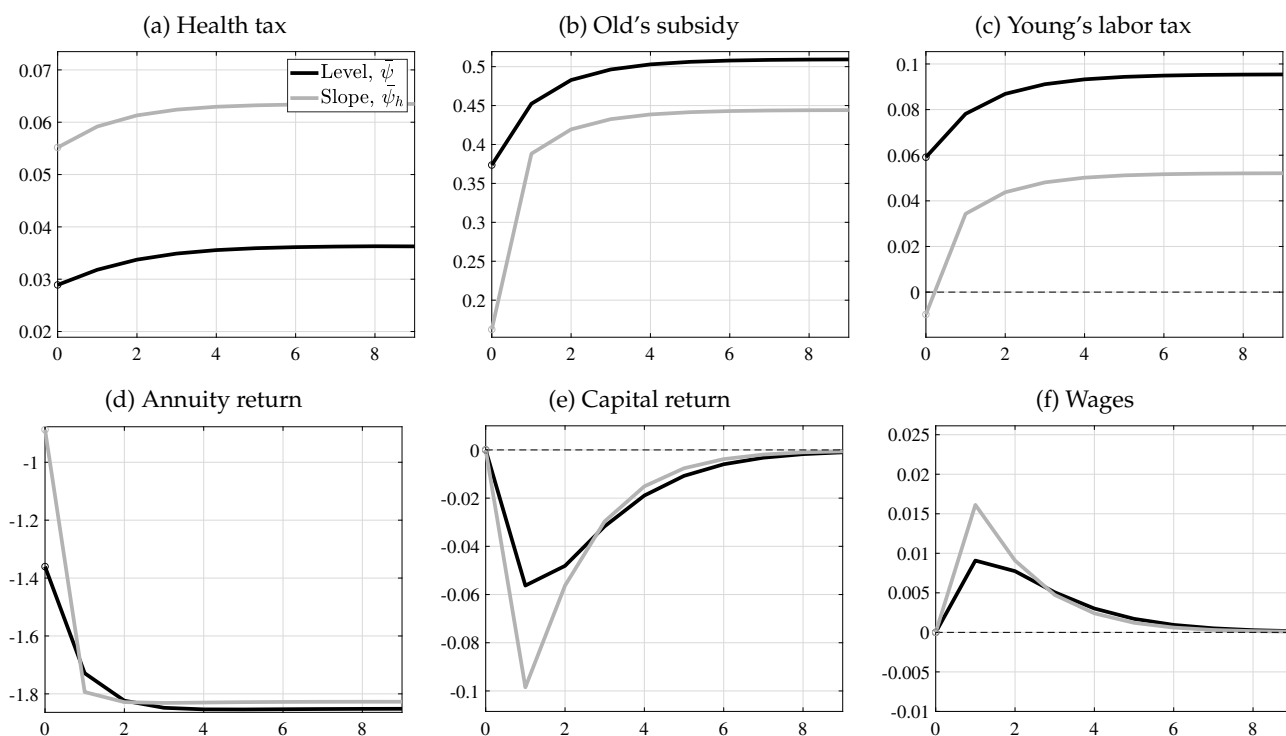 (a) Health tax
(b) Old's subsidy
(c) Young's labor tax
0.07
0.06
0.05
0.04
0.03
0.02
0 2 4 6 8
Level, ψ̄
Slope, ψ̄_h
0.5
0.45
0.4
0.35
0.3
0.25
0.2
0 2 4 6 8
0.1
0.08
0.06
0.04
0.02
0
0 2 4 6 8
(d) Annuity return
(e) Capital return
(f) Wages
-1
-1.2
-1.4
-1.6
-1.8
0 2 4 6 8
0
-0.02
-0.04
-0.06
-0.08
-0.1
0 2 4 6 8
0.025
0.02
0.015
0.01
0.005
0
-0.005
-0.01
0 2 4 6 8